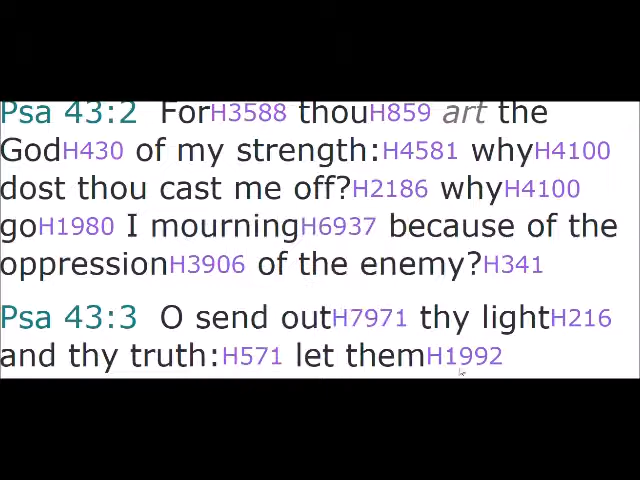 Psa 43:2 ForH3588 thouH859 art the
GodH430 of my strength:H4581 whyH4100
dost thou cast me off?H2186 whyH4100
goH1980 I mourningH6937 because of the
oppressionH3906 of the enemy?H341
Psa 43:3 O send outH7971 thy lightH216
and thy truth:H571 let themH1992